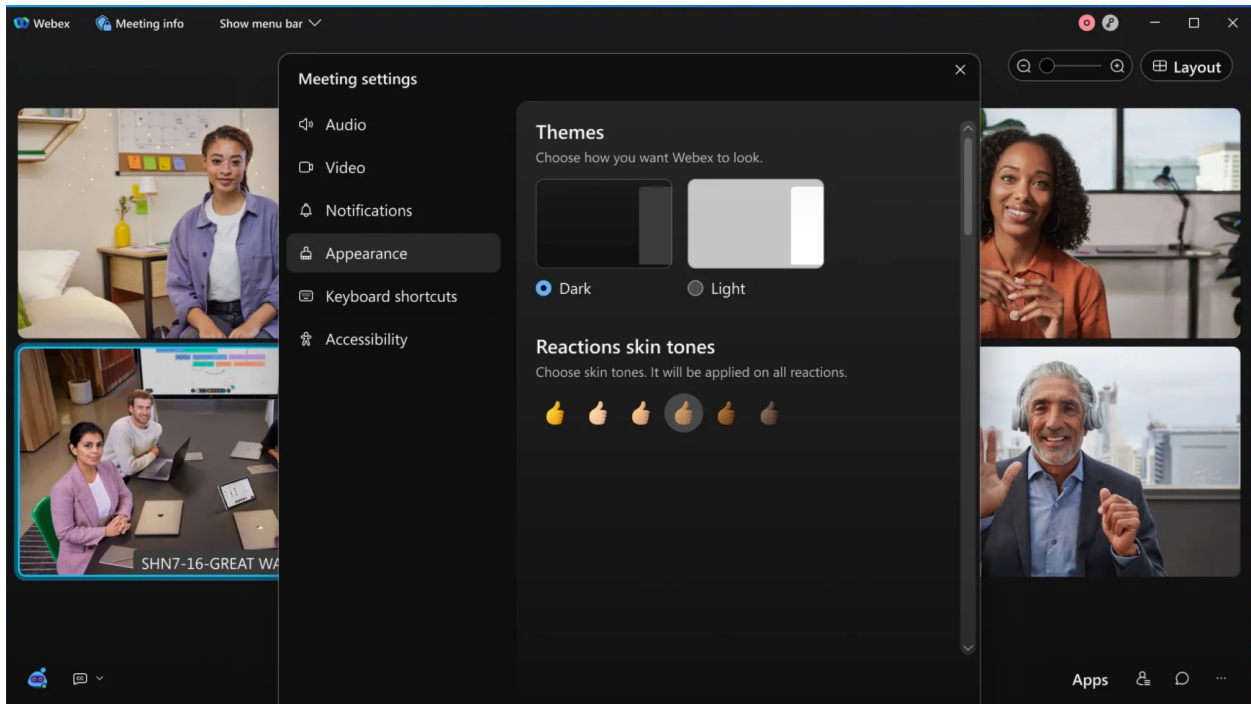 Webex
Meeting info
Show menu bar
Layout
Meeting settings
Audio
Video
Notifications
Appearance
Keyboard shortcuts
Accessibility
Themes
Choose how you want Webex to look.
Dark
Light
Reactions skin tones
Choose skin tones. It will be applied on all reactions.
SHN7-16-GREAT WA
CC
Apps